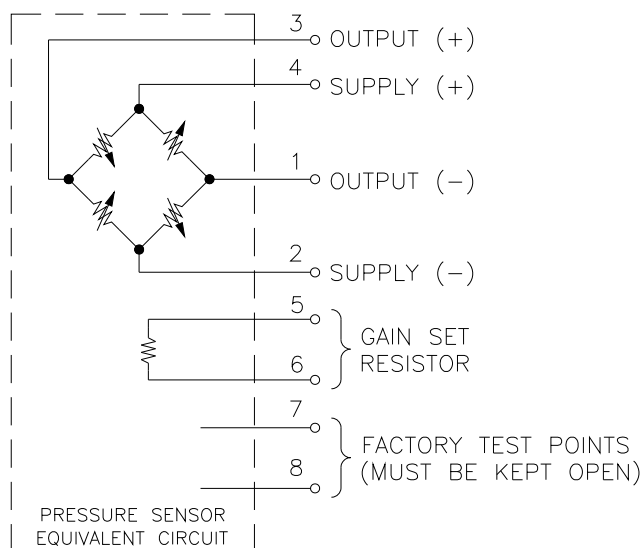 3 OUTPUT (+)
4 SUPPLY (+)
1 OUTPUT (-)
2 SUPPLY (-)
5
GAIN SET
RESISTOR
6
7
FACTORY TEST POINTS
(MUST BE KEPT OPEN)
8
PRESSURE SENSOR
EQUIVALENT CIRCUIT